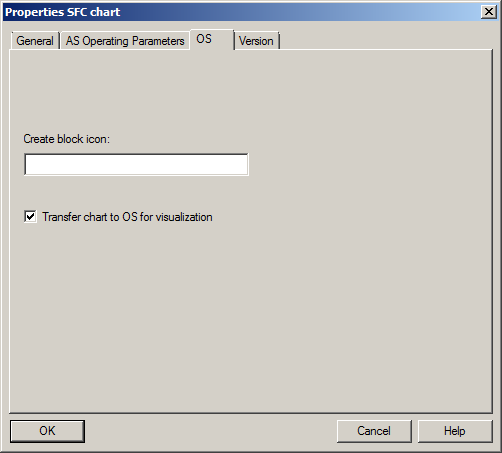 Properties SFC chart
General AS Operating Parameters OS Version
Create block icon:
Transfer chart to OS for visualization
OK Cancel Help